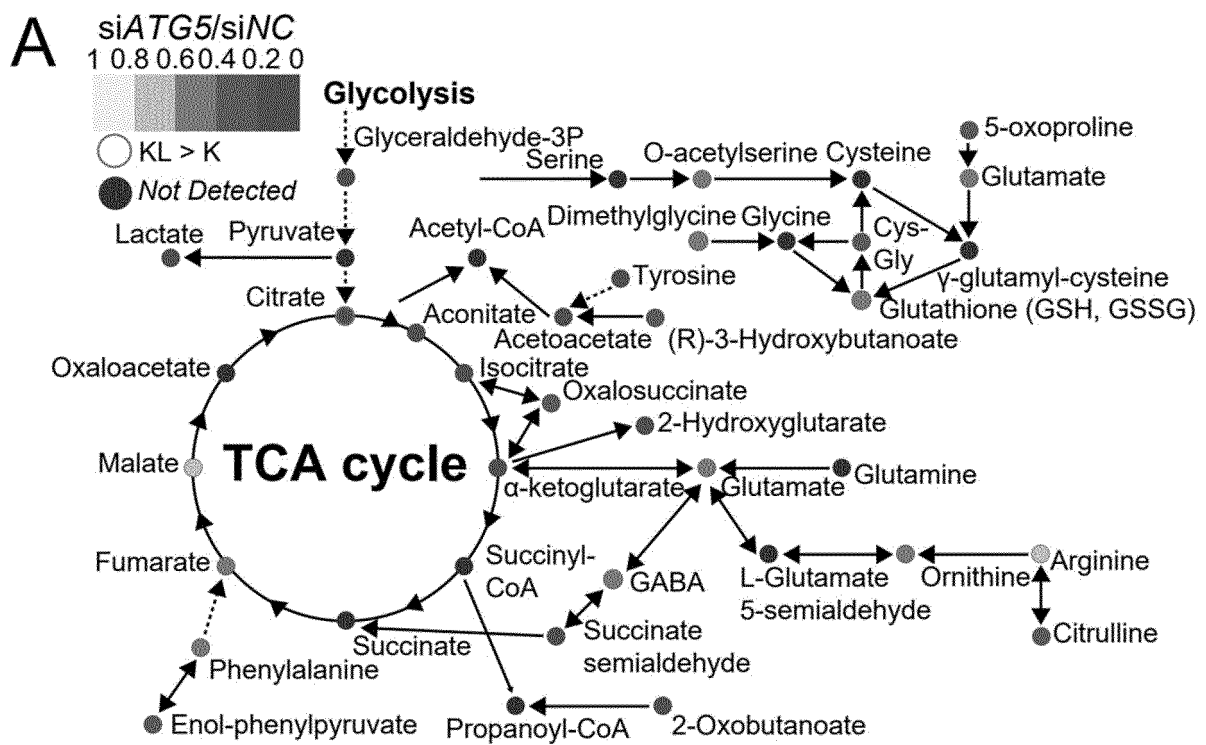 A
siATG5/siNC
1 0.8 0.6 0.4 0.2 0
KL > K
Not Detected
Glycolysis
Glyceraldehyde-3P
Serine
O-acetylserine
Cysteine
5-oxoproline
Glutamate
Lactate
Pyruvate
Acetyl-CoA
Dimethylglycine
Glycine
Cys-
Gly
γ-glutamyl-cysteine
Tyrosine
Glutathione (GSH, GSSG)
Citrate
Aconitate
Acetoacetate
(R)-3-Hydroxybutanoate
Oxaloacetate
Isocitrate
Oxalosuccinate
2-Hydroxyglutarate
Malate
TCA cycle
α-ketoglutarate
Glutamate
Glutamine
Fumarate
Succinyl-
CoA
GABA
L-Glutamate
5-semialdehyde
Ornithine
Arginine
Citrulline
Succinate
Succinate
semialdehyde
Phenylalanine
Enol-phenylpyruvate
Propanoyl-CoA
2-Oxobutanoate